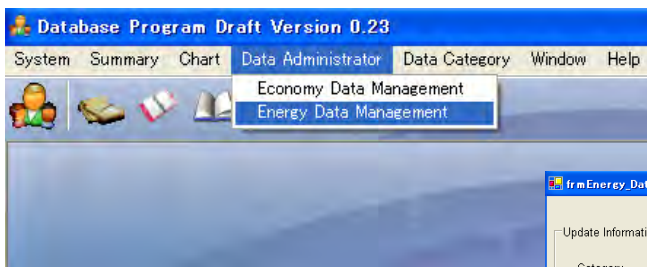 Database Program Draft Version 0.23
System Summary Chart Data Administrator Data Category Window Help
Economy Data Management
Energy Data Management
frmEnergy_Dat
Update Informati
Category